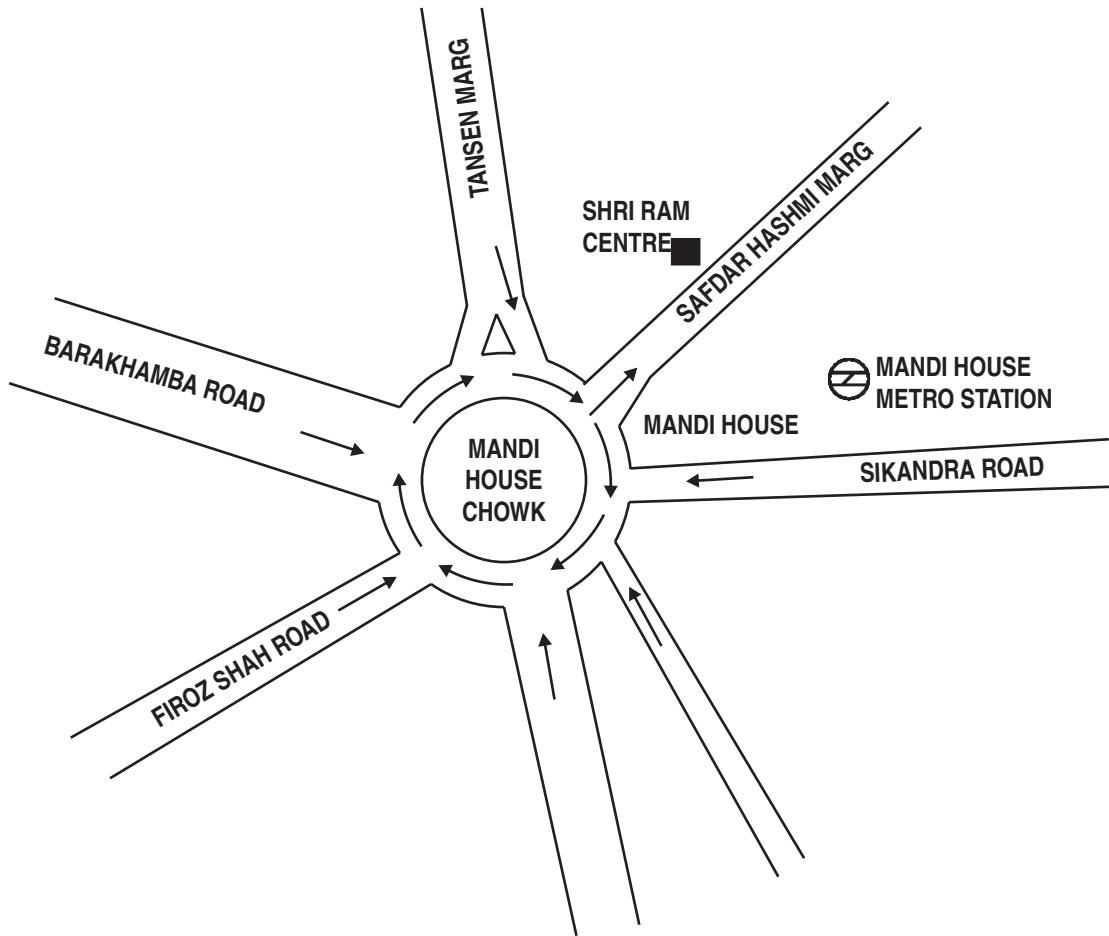 TANSEN MARG
SHRI RAM
CENTRE
SAFDAR HASHMI MARG
BARAKHAMBA ROAD
MANDI HOUSE
METRO STATION
MANDI HOUSE
MANDI
HOUSE
CHOWK
SIKANDRA ROAD
FIROZ SHAH ROAD